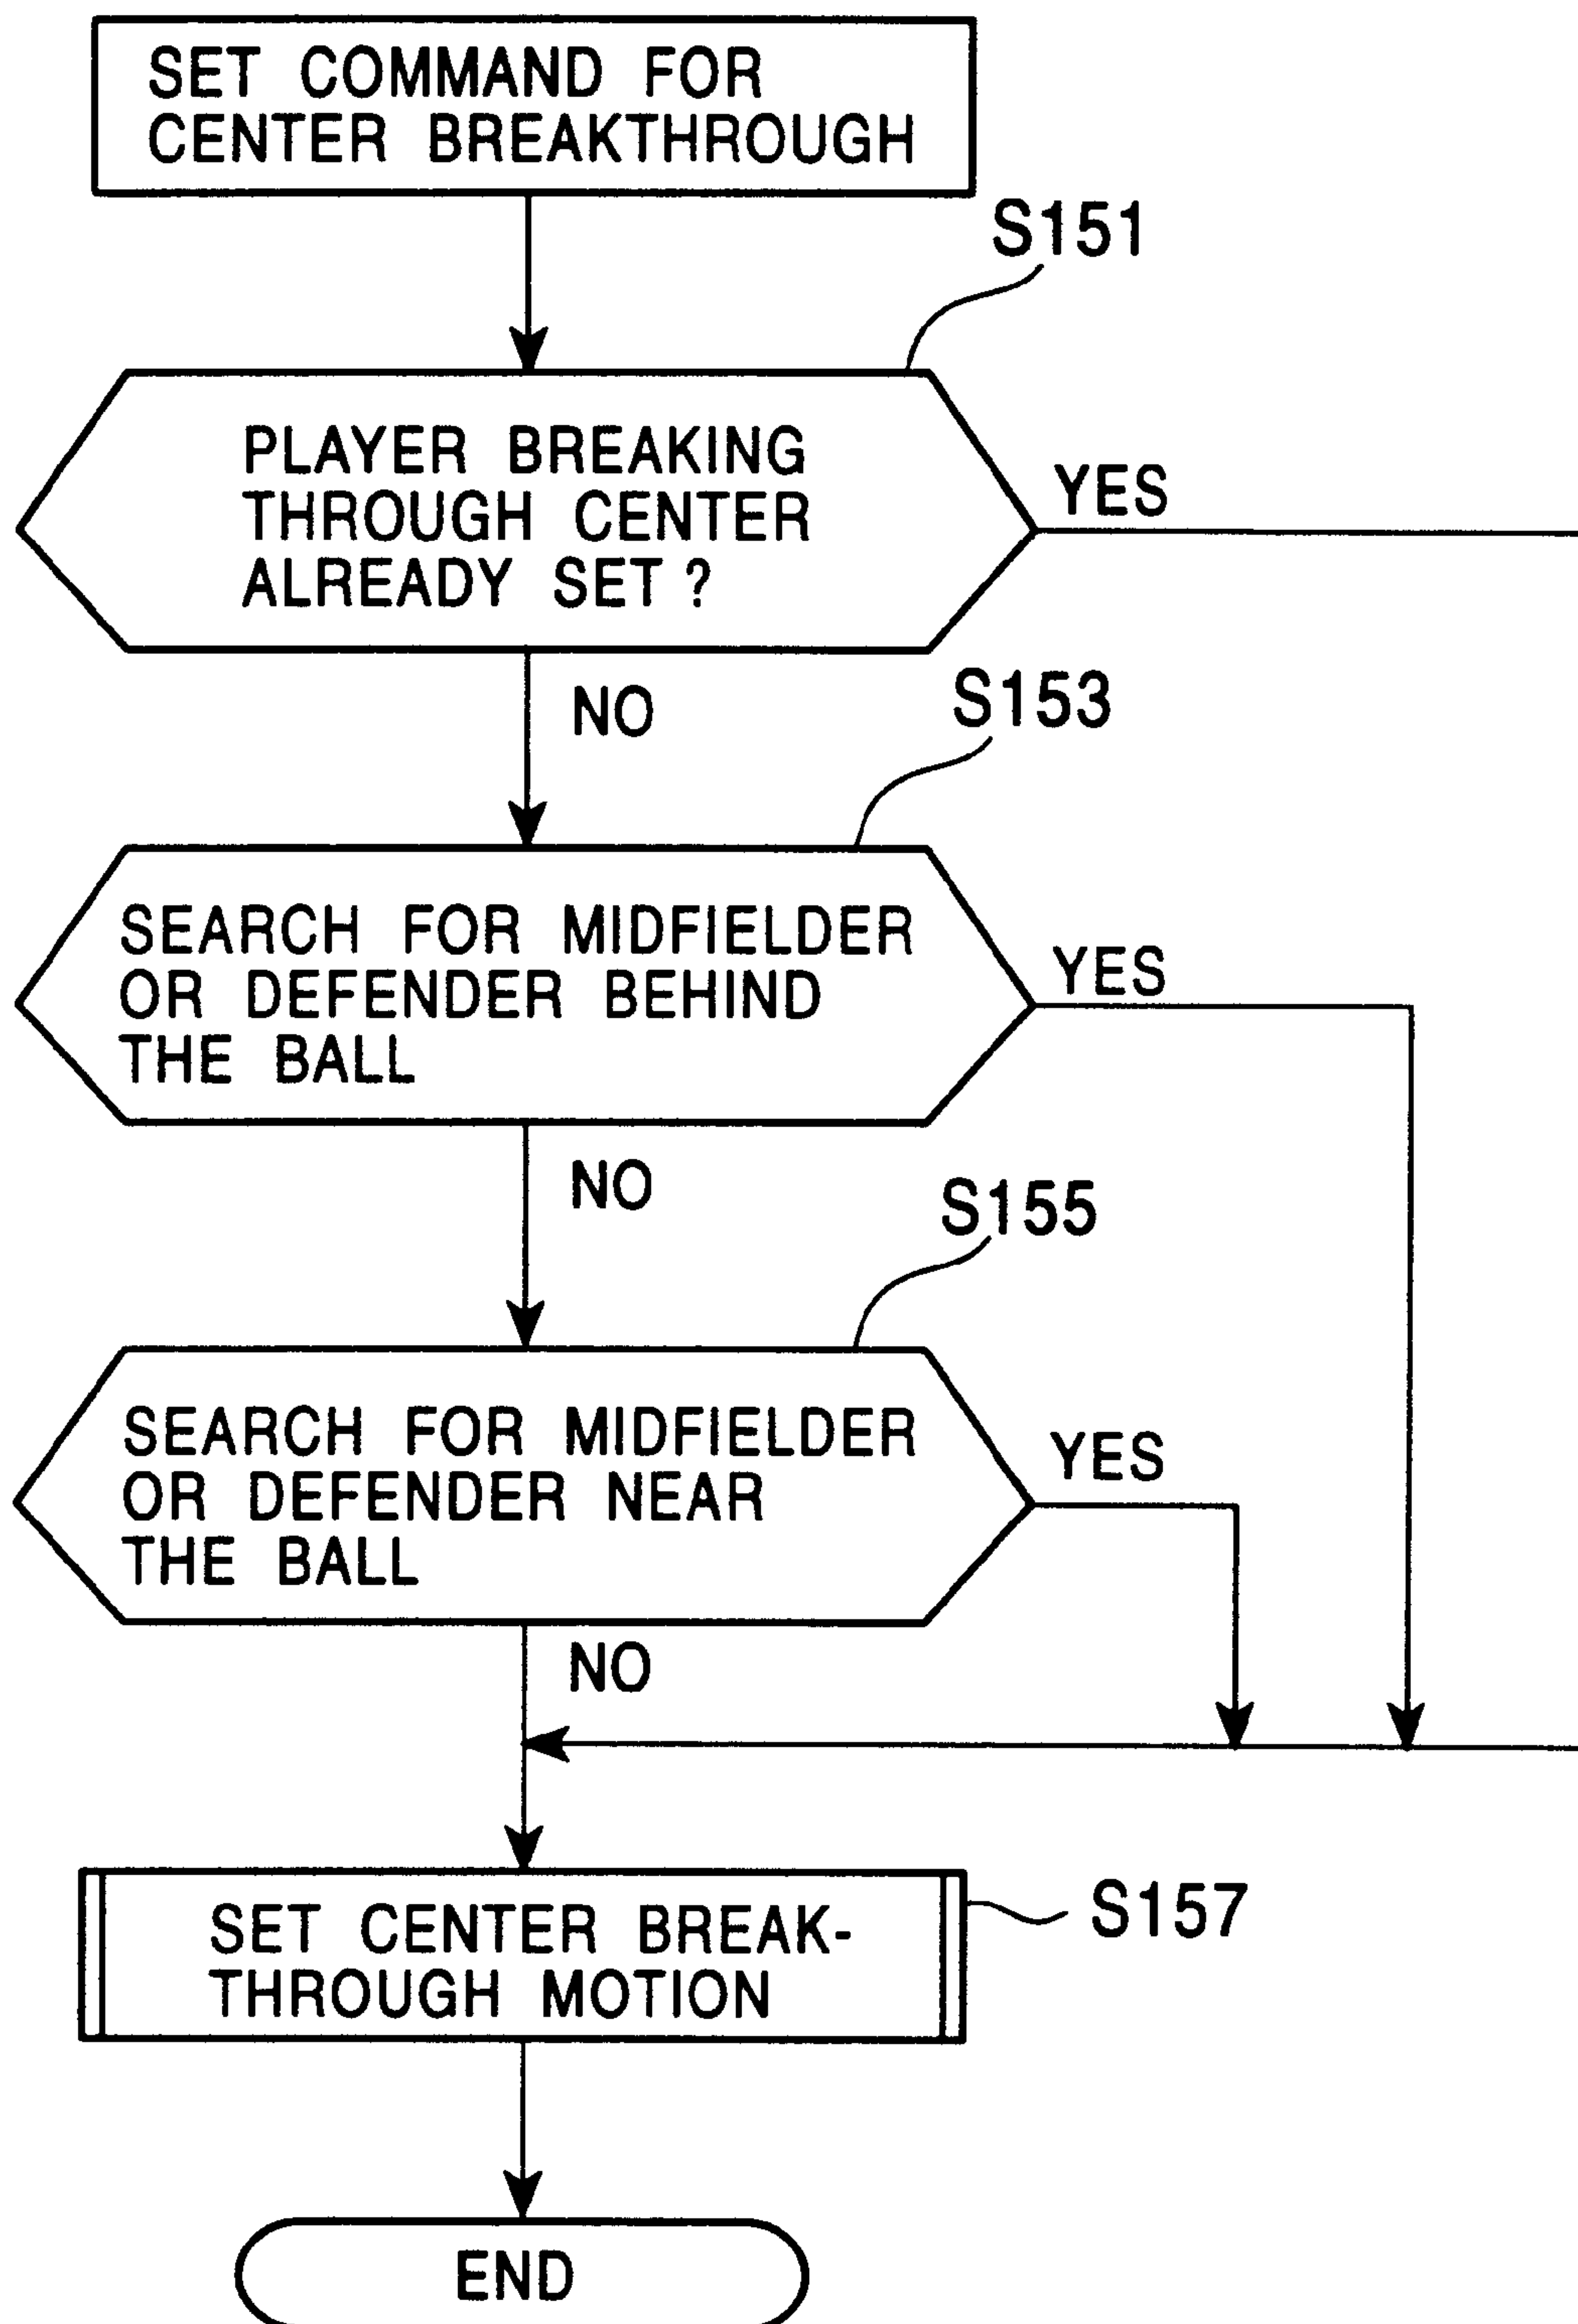 SET COMMAND FOR
CENTER BREAKTHROUGH
S151
PLAYER BREAKING
THROUGH CENTER
ALREADY SET ?
YES
NO
S153
SEARCH FOR MIDFIELDER
OR DEFENDER BEHIND
THE BALL
YES
NO
S155
SEARCH FOR MIDFIELDER
OR DEFENDER NEAR
THE BALL
YES
NO
SET CENTER BREAK-
THROUGH MOTION
S157
END